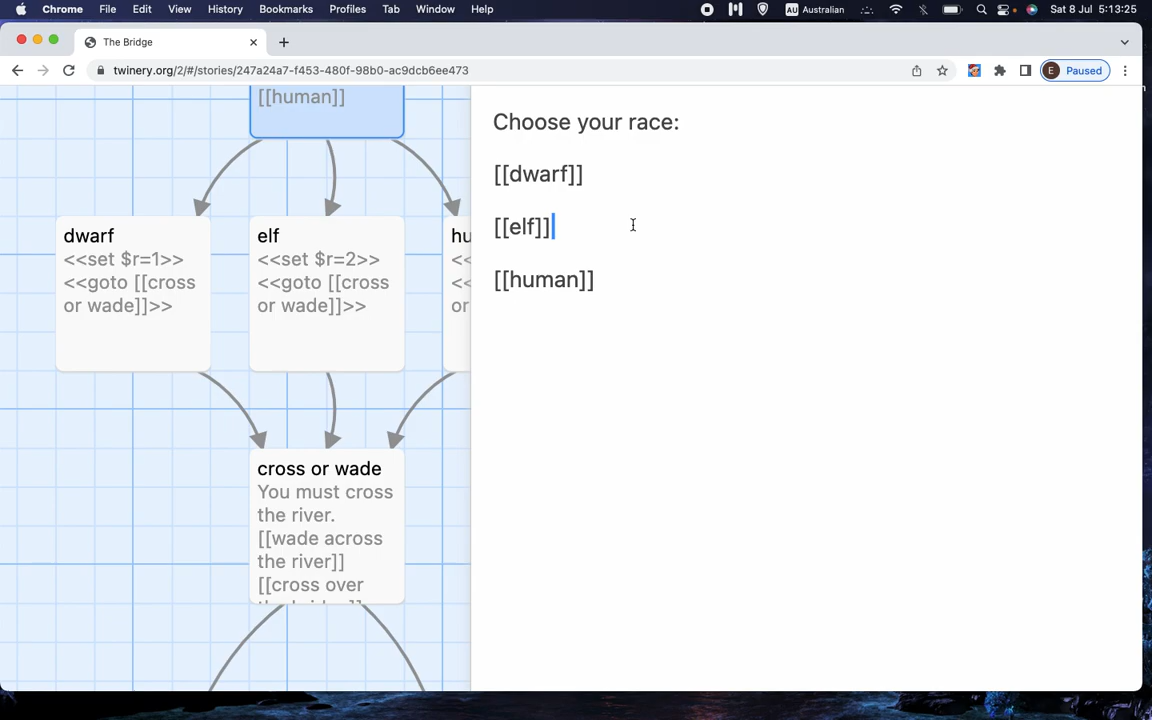 Chrome File Edit View History Bookmarks Profiles Tab Window Help AU Australian Sat 8 Jul 5:13:25
The Bridge
twinery.org/2/#/stories/247a24a7-f453-480f-98b0-ac9dcb6ee473 E Paused
[[human]]
Choose your race:
[[dwarf]]
[[elf]]
[[human]]
dwarf
<<set $r=1>>
<<goto [[cross
or wade]]>>
elf
<<set $r=2>>
<<goto [[cross
or wade]]>>
hu
<<
<<
or
cross or wade
You must cross
the river.
[[wade across
the river]]
[[cross over